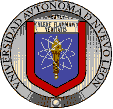 ALERE FLAMMAM
VERITATIS
UNIVERSIDAD AUTONOMA DE NUEVO LEON